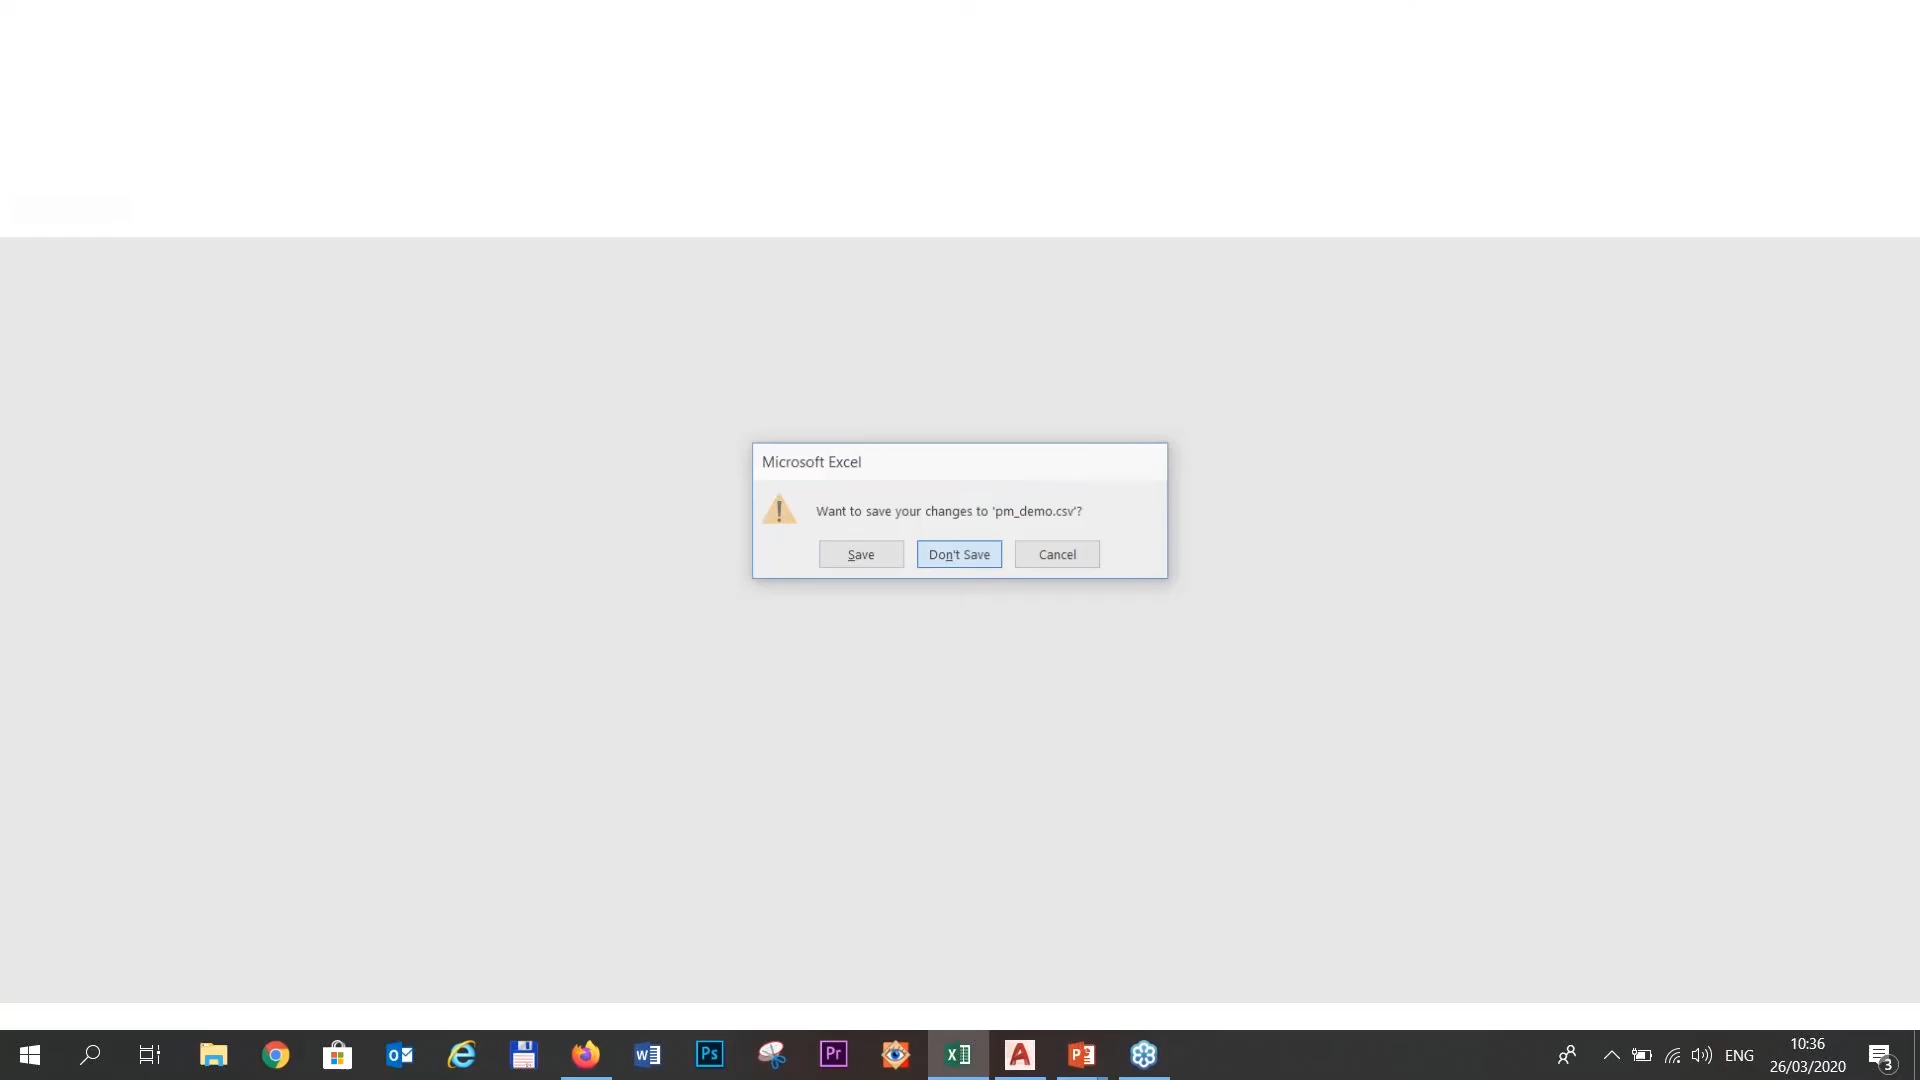 Microsoft Excel
Want to save your changes to 'pm_demo.csv'?
Save
Don't Save
Cancel
Ps
Pr
ENG
10:36
26/03/2020
3